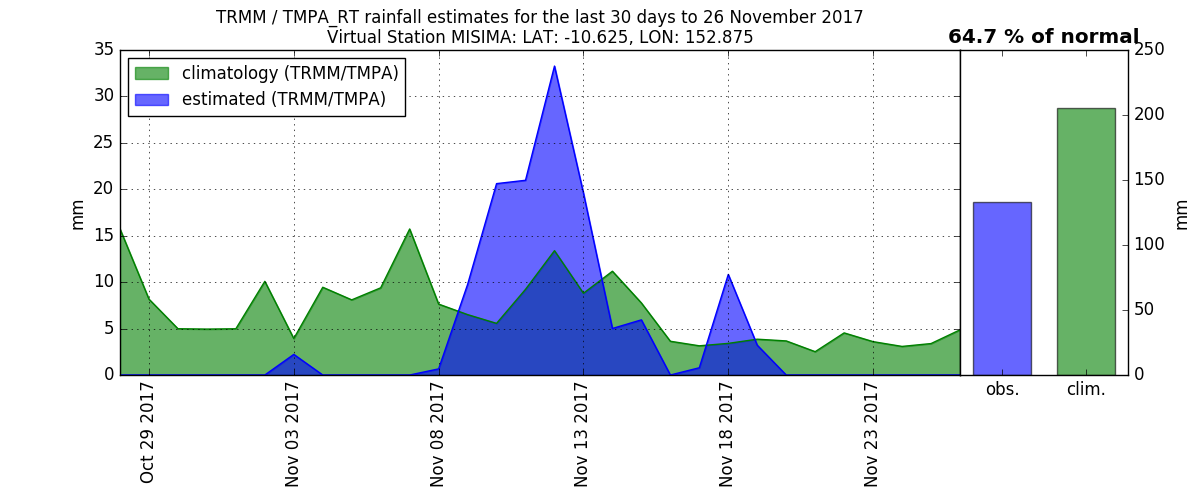 TRMM / TMPA_RT rainfall estimates for the last 30 days to 26 November 2017
Virtual Station MISIMA: LAT: -10.625, LON: 152.875
64.7 % of normal
climatology (TRMM/TMPA)
estimated (TRMM/TMPA)
mm
35
30
25
20
15
10
5
0
Oct 29 2017
Nov 03 2017
Nov 08 2017
Nov 13 2017
Nov 18 2017
Nov 23 2017
obs.
clim.
250
200
150
100
50
0
mm